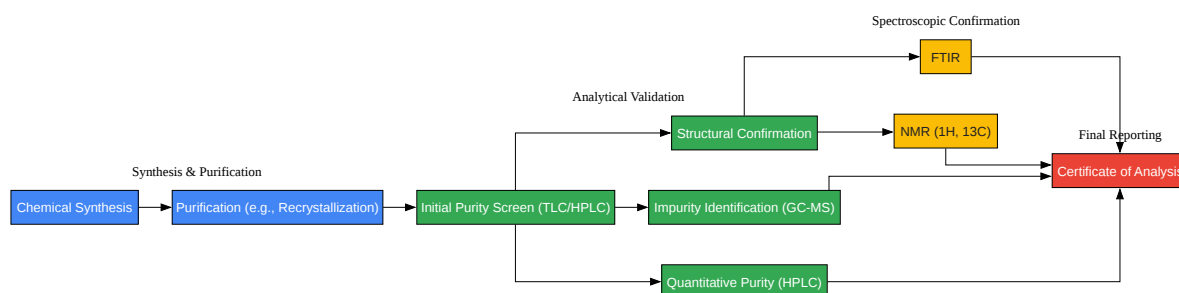 Spectroscopic Confirmation
FTIR
Analytical Validation
Structural Confirmation
NMR (1H, 13C)
Final Reporting
Certificate of Analysis
Synthesis & Purification
Chemical Synthesis
Purification (e.g., Recrystallization)
Initial Purity Screen (TLC/HPLC)
Impurity Identification (GC-MS)
Quantitative Purity (HPLC)